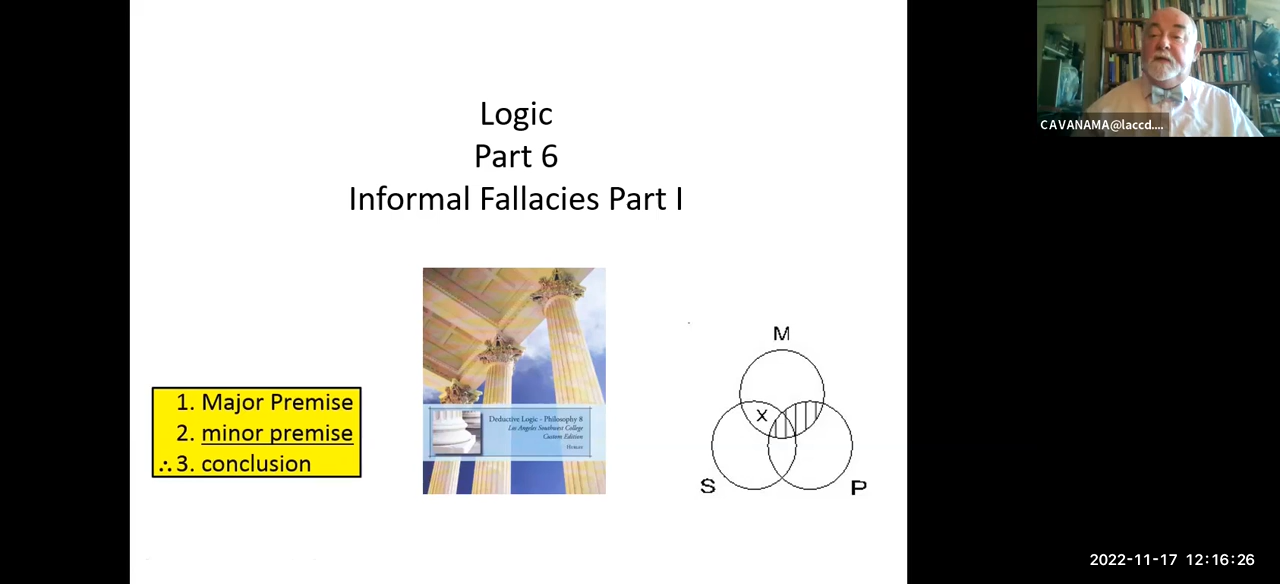 Logic
Part 6
Informal Fallacies Part I
1. Major Premise
2. minor premise
∴3. conclusion
Deductive Logic - Philosophy 8
Los Angeles Southwest College
Custom Edition
Hurley
M
X
S
P
CAVANAMA@laccd....
2022-11-17 12:16:26